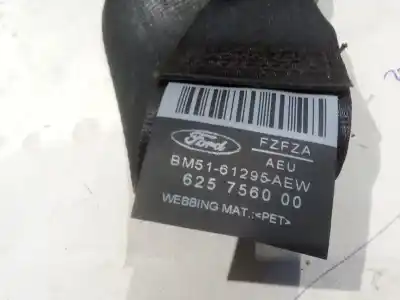 Ford
FZFZA
AEU
BM51-61295-AEW
625 7560 00
WEBBING MAT.:<PET>